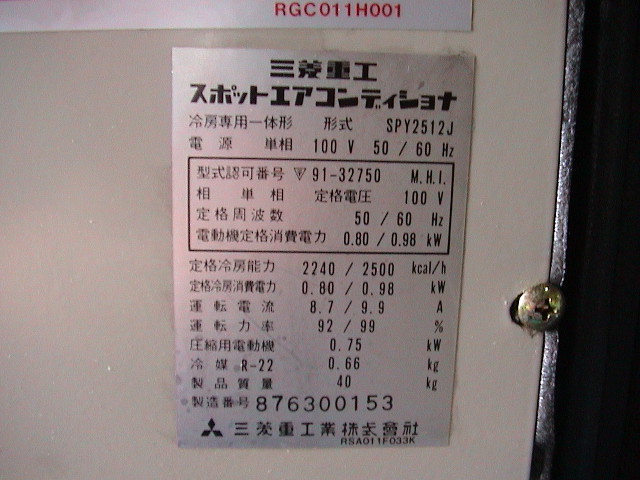 RGC011H001
三菱重工
スポットエアコンディショナ
冷房専用一体形 形式 SPY2512J
電源 単相 100 V 50 / 60 Hz
型式認可番号 91-32750 M.H.I.
相 単相 定格電圧 100 V
定格周波数 50 / 60 Hz
電動機定格消費電力 0.80 / 0.98 kW
定格冷房能力 2240 / 2500 kcal/h
定格冷房消費電力 0.80 / 0.98 kW
運転電流 8.7 / 9.9 A
運転力率 92 / 99 %
圧縮用電動機 0.75 kW
冷媒 R-22 0.66 kg
製品質量 40 kg
製造番号 876300153
三菱重工業株式會社
RSA011F033K